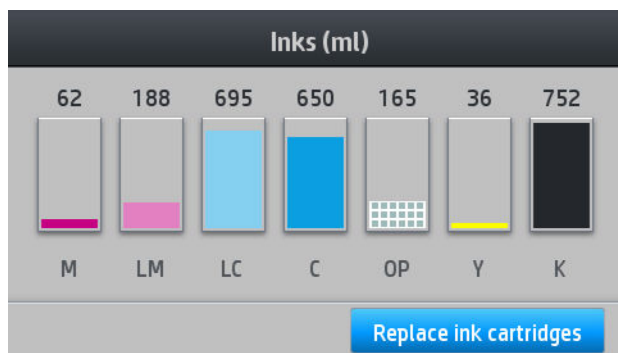 Inks (ml)
62 188 695 650 165 36 752
M LM LC C OP Y K
Replace ink cartridges